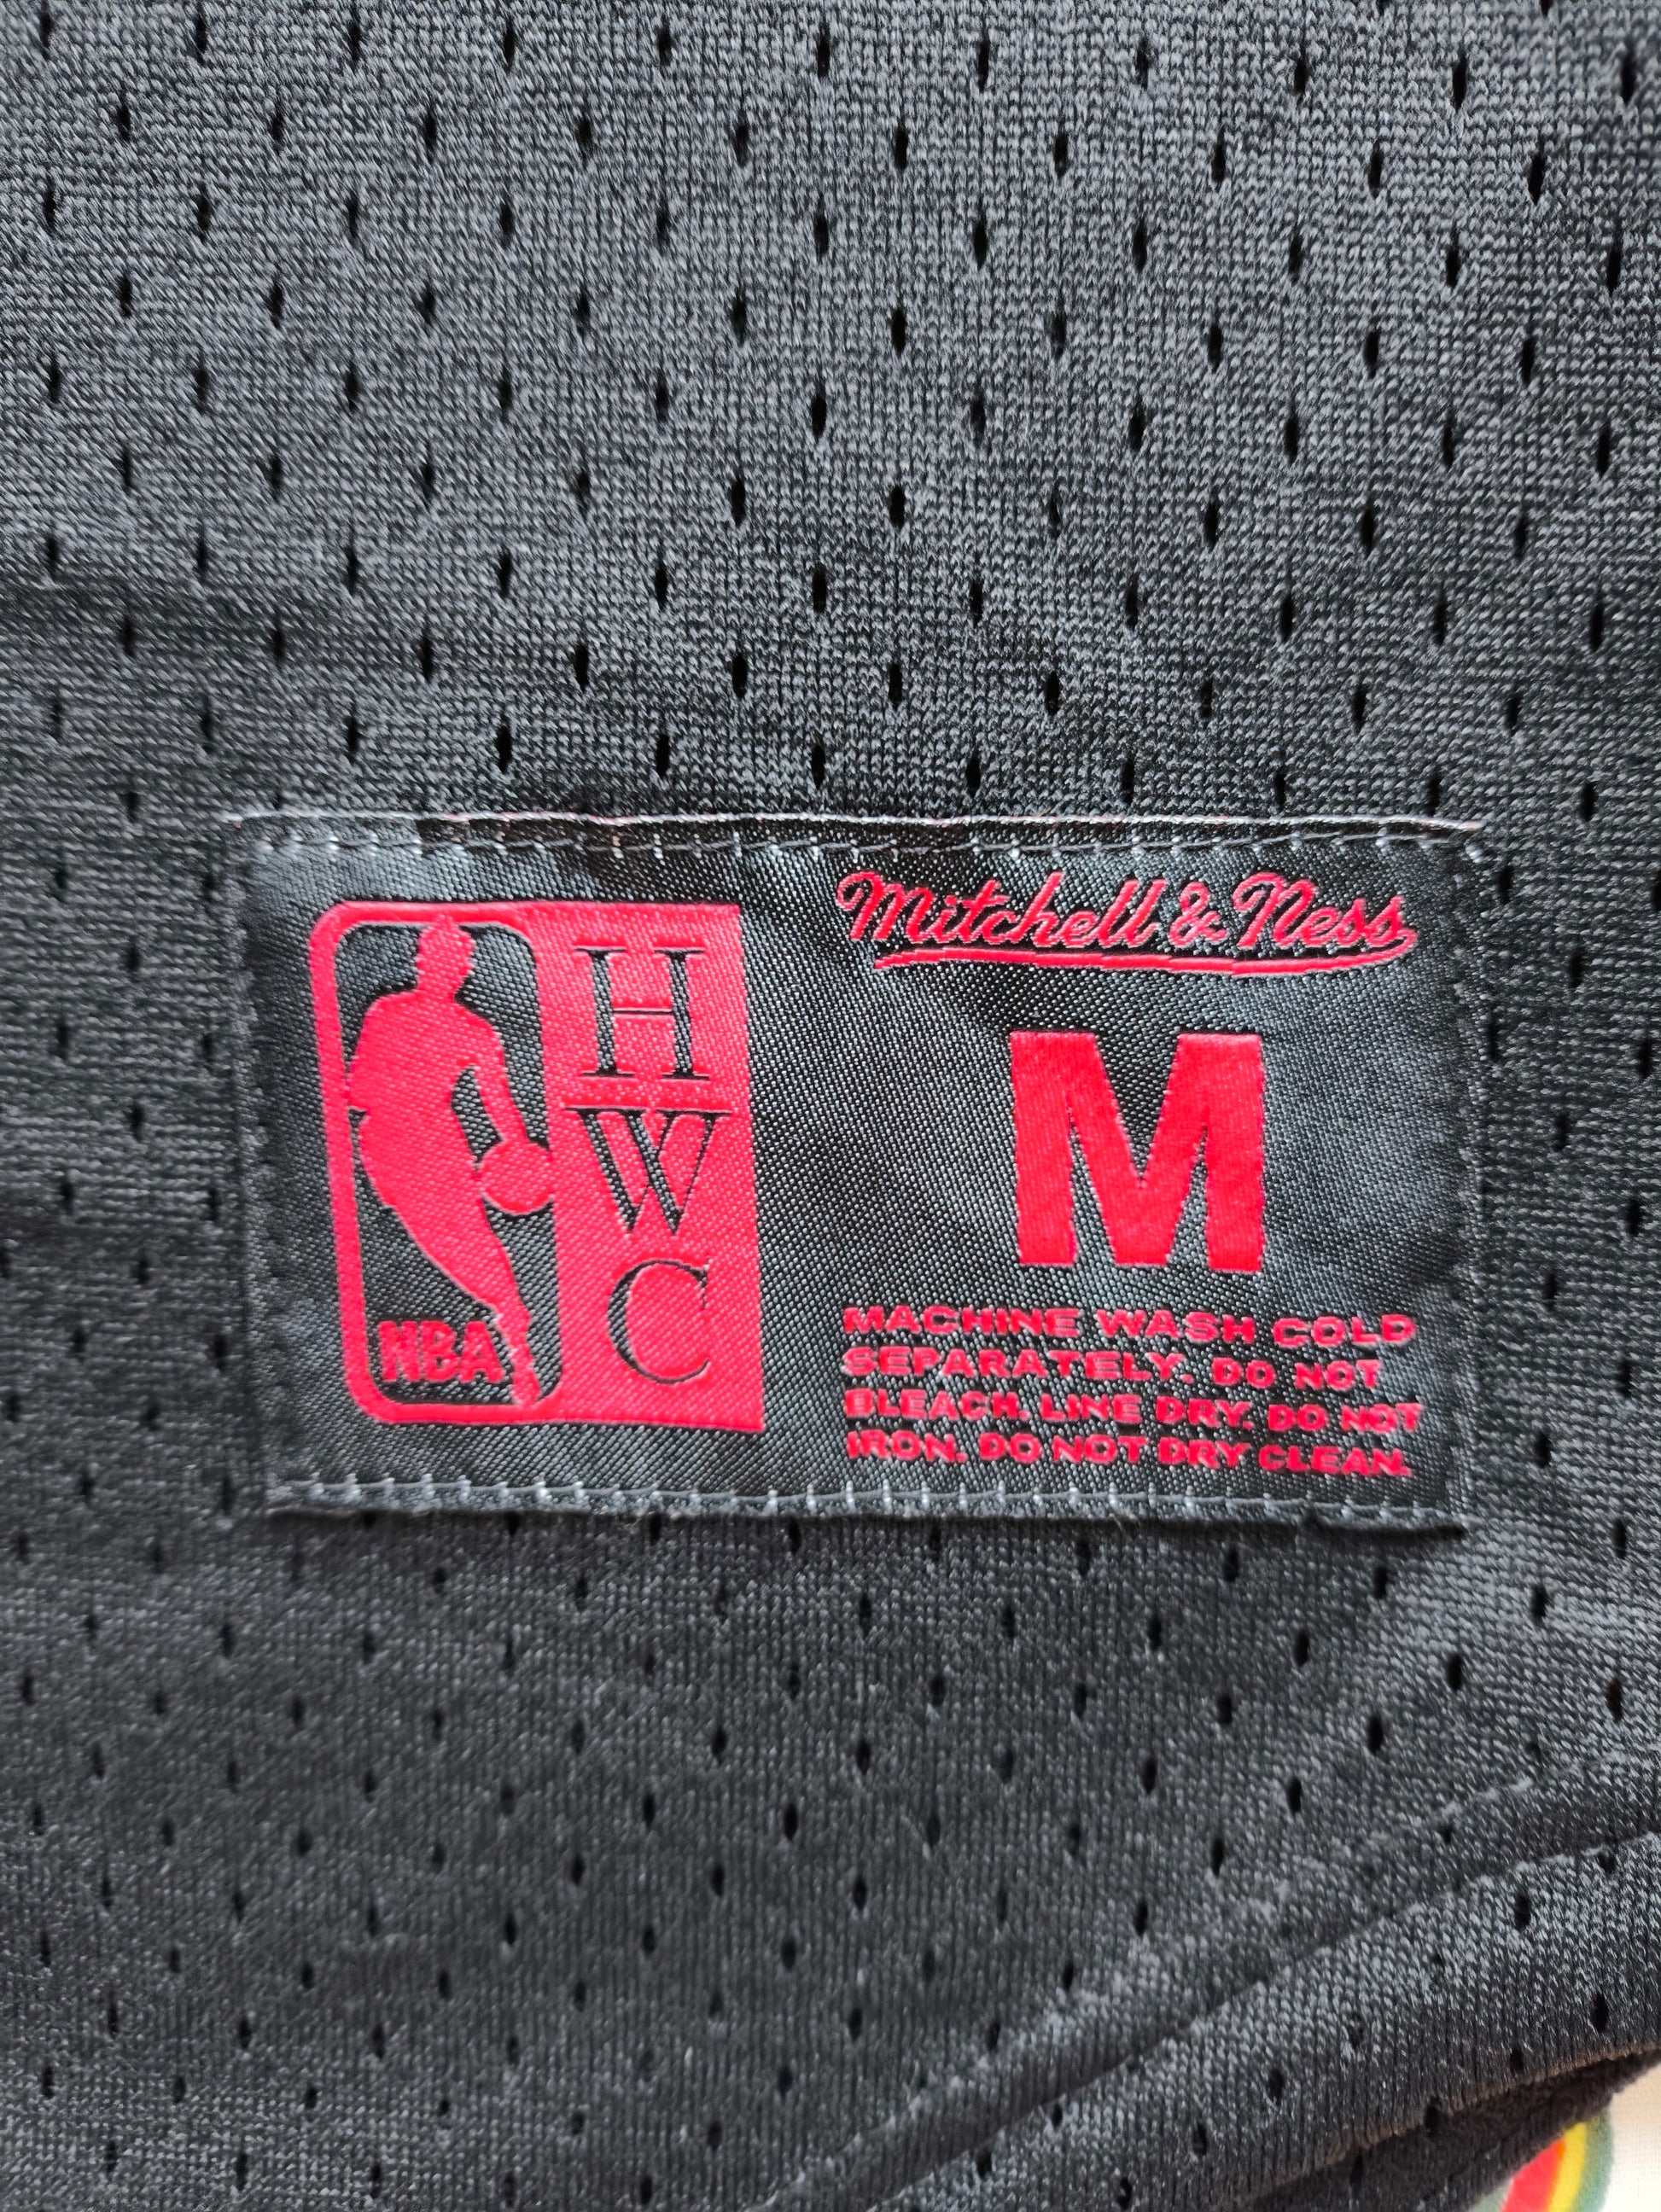 Mitchell & Ness
H
W
C
NBA
M
MACHINE WASH COLD
SEPARATELY. DO NOT
BLEACH. LINE DRY. DO NOT
IRON. DO NOT DRY CLEAN.